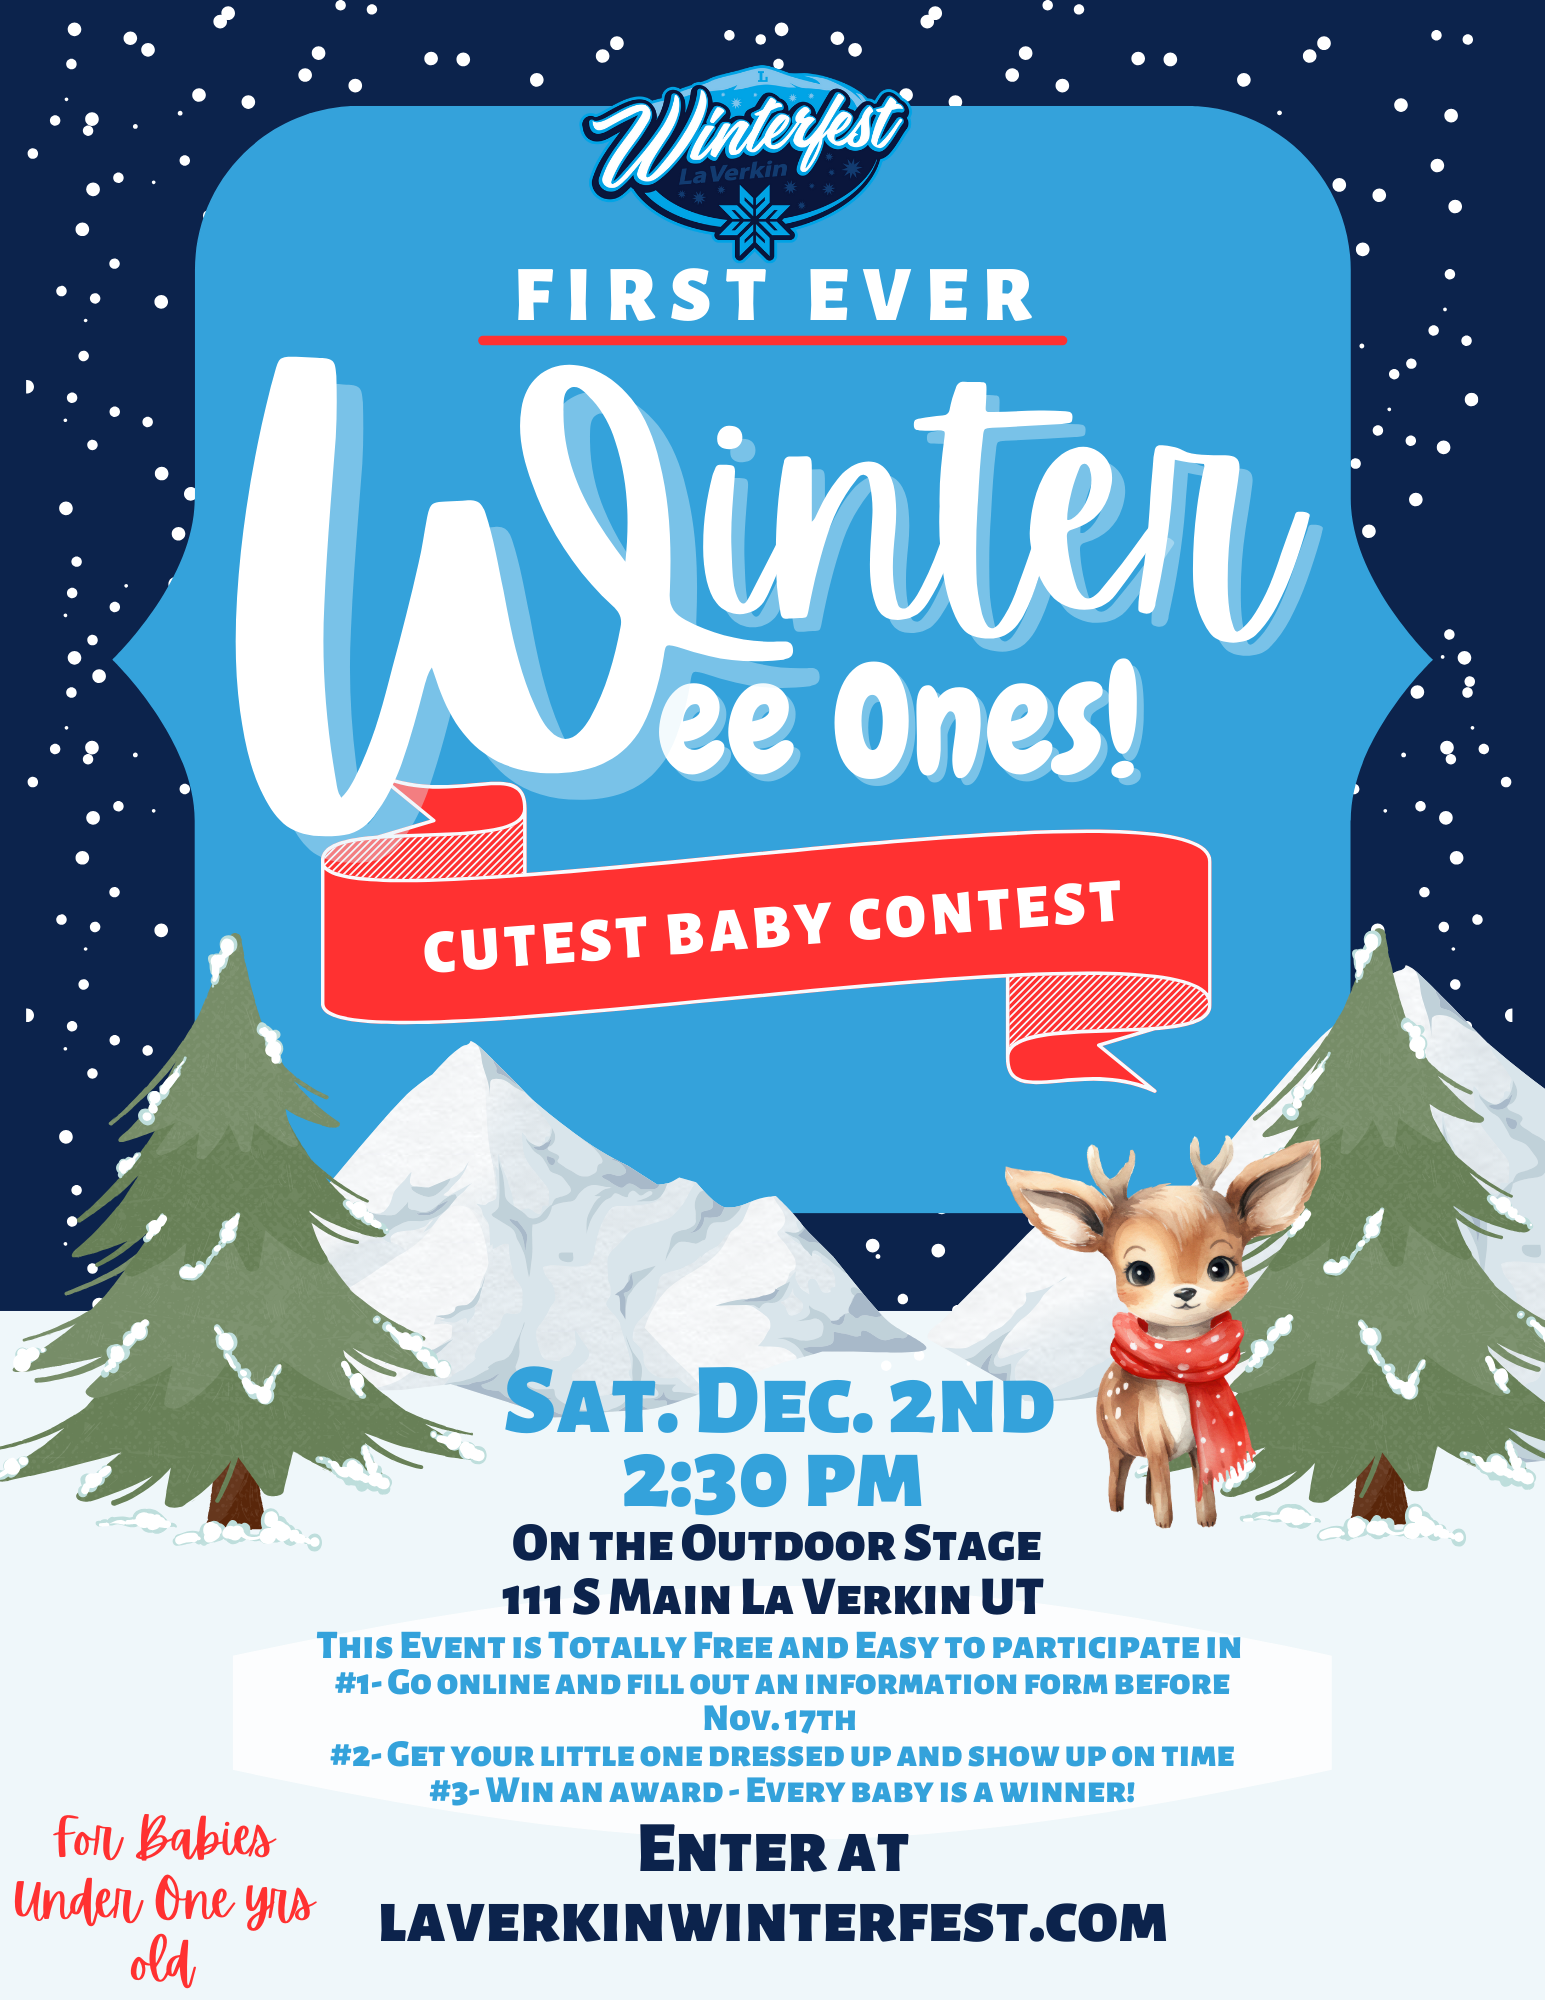 L
Winterfest
LaVerkin
FIRST EVER
Winter
Wee Ones!
CUTEST BABY CONTEST
Sat. Dec. 2nd
2:30 pm
On the Outdoor Stage
111 S Main La Verkin UT
This Event is Totally Free and Easy to participate in
#1- Go online and fill out an information form before
Nov. 17th
#2- Get your little one dressed up and show up on time
#3- Win an award - Every baby is a winner!
Enter at
laverkinwinterfest.com
For Babies
Under One yrs
old